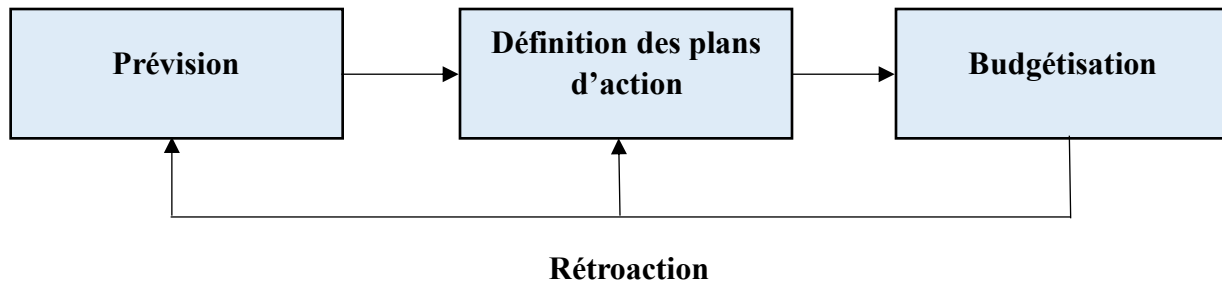 Prévision
Définition des plans
d’action
Budgétisation
Rétroaction